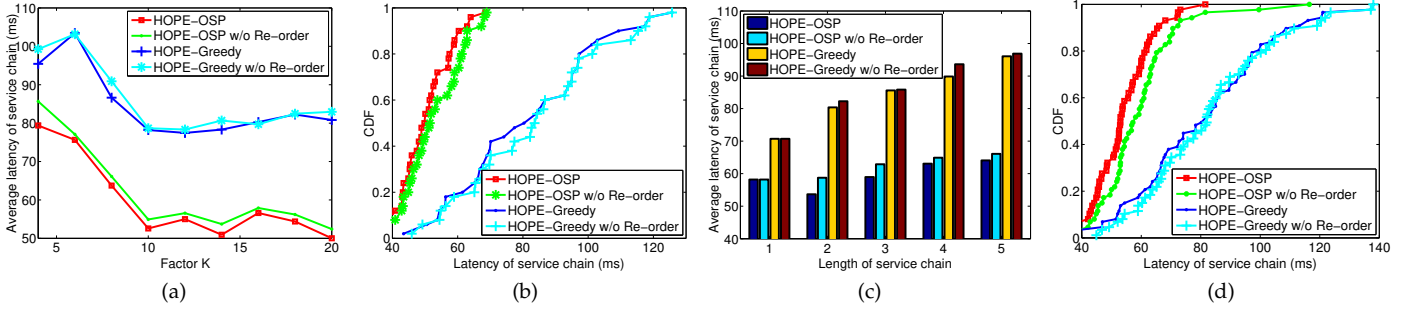 Average latency of service chain (ms)
110
100
90
80
70
60
50
5
10
15
20
Factor K
HOPE−OSP
HOPE−OSP w/o Re−order
HOPE−Greedy
HOPE−Greedy w/o Re−order
(a)
CDF
1
0.8
0.6
0.4
0.2
0
40
60
80
100
120
Latency of service chain (ms)
HOPE−OSP
HOPE−OSP w/o Re−order
HOPE−Greedy
HOPE−Greedy w/o Re−order
(b)
Average latency of service chain (ms)
110
100
90
80
70
60
50
40
1
2
3
4
5
Length of service chain
HOPE−OSP
HOPE−OSP w/o Re−order
HOPE−Greedy
HOPE−Greedy w/o Re−order
(c)
CDF
1
0.8
0.6
0.4
0.2
0
40
60
80
100
120
140
Latency of service chain (ms)
HOPE−OSP
HOPE−OSP w/o Re−order
HOPE−Greedy
HOPE−Greedy w/o Re−order
(d)